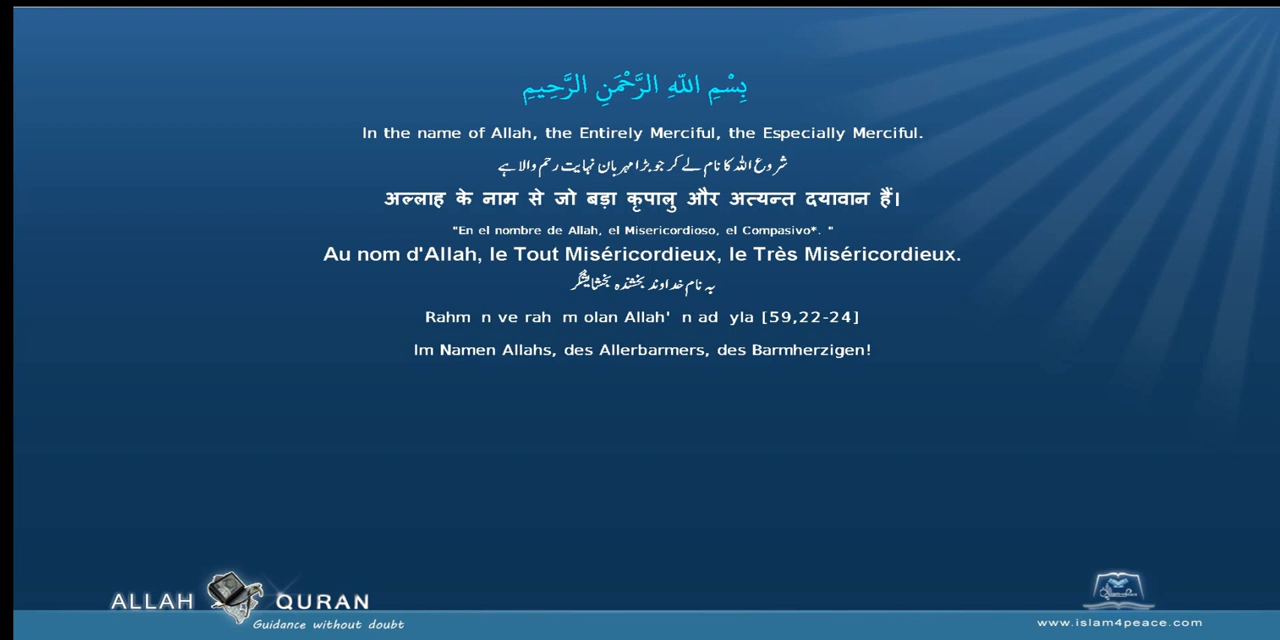 بِسْمِ اللّهِ الرَّحْمَنِ الرَّحِيمِ
In the name of Allah, the Entirely Merciful, the Especially Merciful.
شروع اللہ کا نام لے کر جو بڑا مہربان نہایت رحم والا ہے
अल्लाह के नाम से जो बड़ा कृपालु और अत्यन्त दयावान हैं।
"En el nombre de Allah, el Misericordioso, el Compasivo*. "
Au nom d'Allah, le Tout Miséricordieux, le Très Miséricordieux.
به نام خداوند بخشنده بخشایشگر
Rahm n ve rah m olan Allah' n ad yla [59,22-24]
Im Namen Allahs, des Allerbarmers, des Barmherzigen!
ALLAH QURAN
Guidance without doubt
www.islam4peace.com